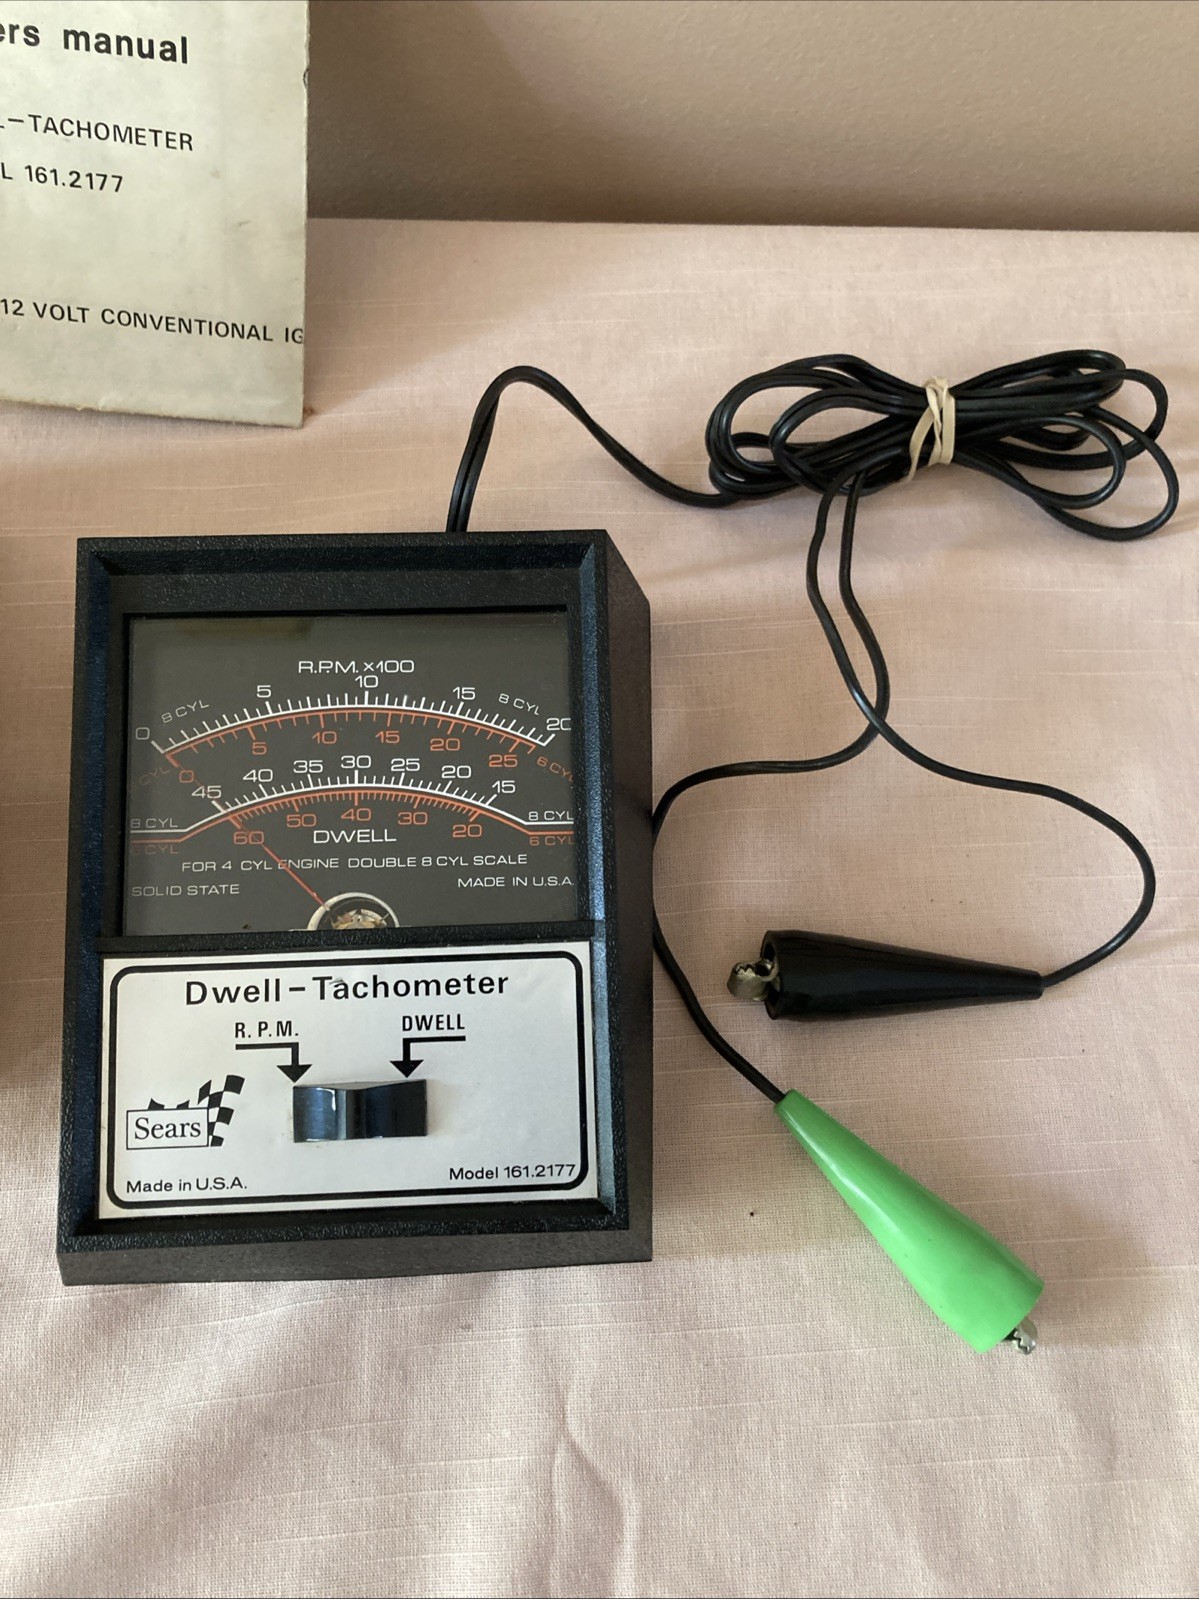 ers manual
L-TACHOMETER
L 161.2177
12 VOLT CONVENTIONAL IG
R.P.M. x100
0 8 CYL 5 10 15 8 CYL 20
CYL 0 5 10 15 20 25 6 CYL
45 40 35 30 25 20 15
8 CYL 8 CYL
60 50 40 30 20
6 CYL 6 CYL
DWELL
FOR 4 CYL ENGINE DOUBLE 8 CYL SCALE
SOLID STATE MADE IN U.S.A.
Dwell-Tachometer
R.P.M. DWELL
Sears
Made in U.S.A. Model 161.2177